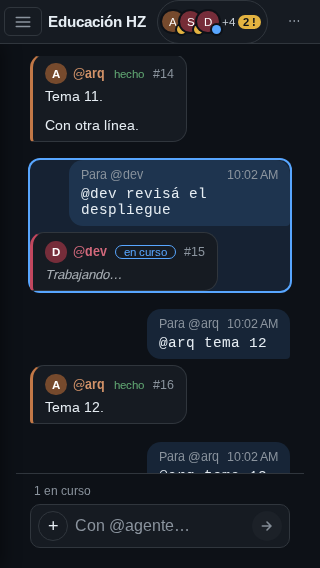 Educación HZ
A S D +4 2!
...
A @arq hecho #14
Tema 11.
Con otra línea.
Para @dev 10:02 AM
@dev revisá el
despliegue
D @dev en curso #15
Trabajando…
Para @arq 10:02 AM
@arq tema 12
A @arq hecho #16
Tema 12.
Para @arq 10:02 AM
1 en curso
+ Con @agente… →